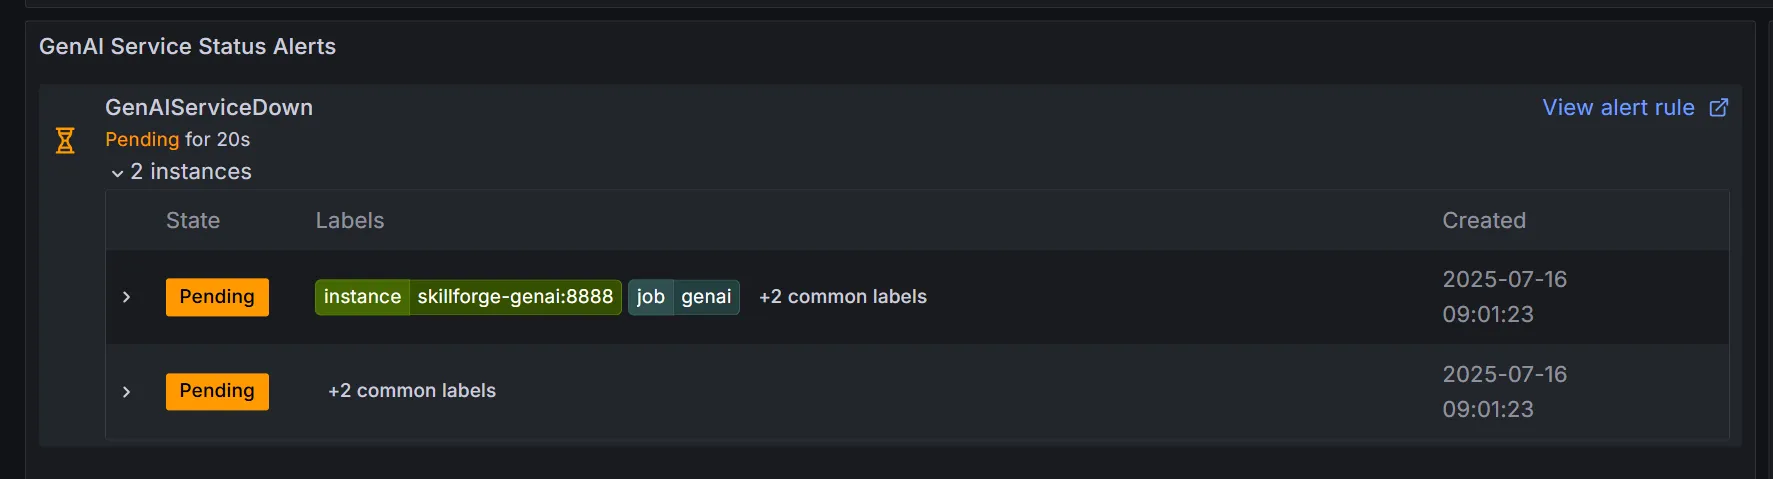 GenAI Service Status Alerts
GenAIServiceDown
View alert rule
Pending for 20s
2 instances
State Labels Created
Pending instance skillforge-genai:8888 job genai +2 common labels 2025-07-16
09:01:23
Pending +2 common labels 2025-07-16
09:01:23